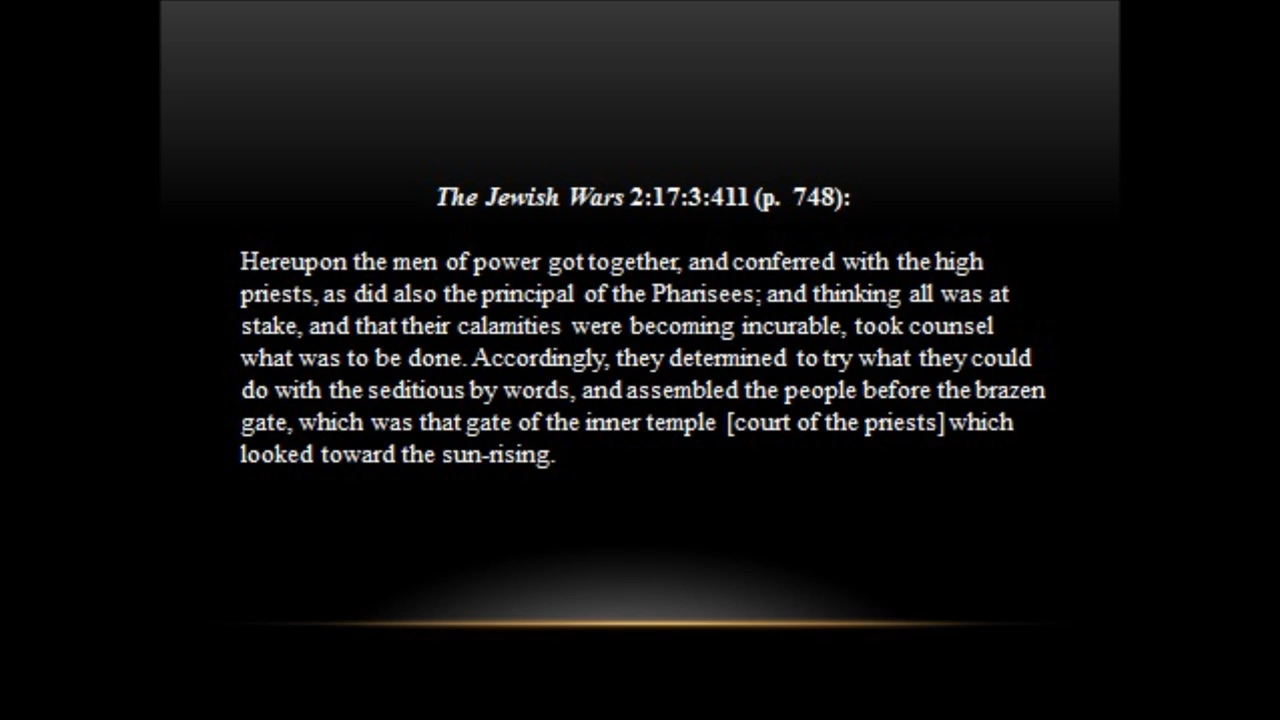 The Jewish Wars 2:17:3:411 (p. 748):
Hereupon the men of power got together, and conferred with the high
priests, as did also the principal of the Pharisees; and thinking all was at
stake, and that their calamities were becoming incurable, took counsel
what was to be done. Accordingly, they determined to try what they could
do with the seditious by words, and assembled the people before the brazen
gate, which was that gate of the inner temple [court of the priests] which
looked toward the sun-rising.